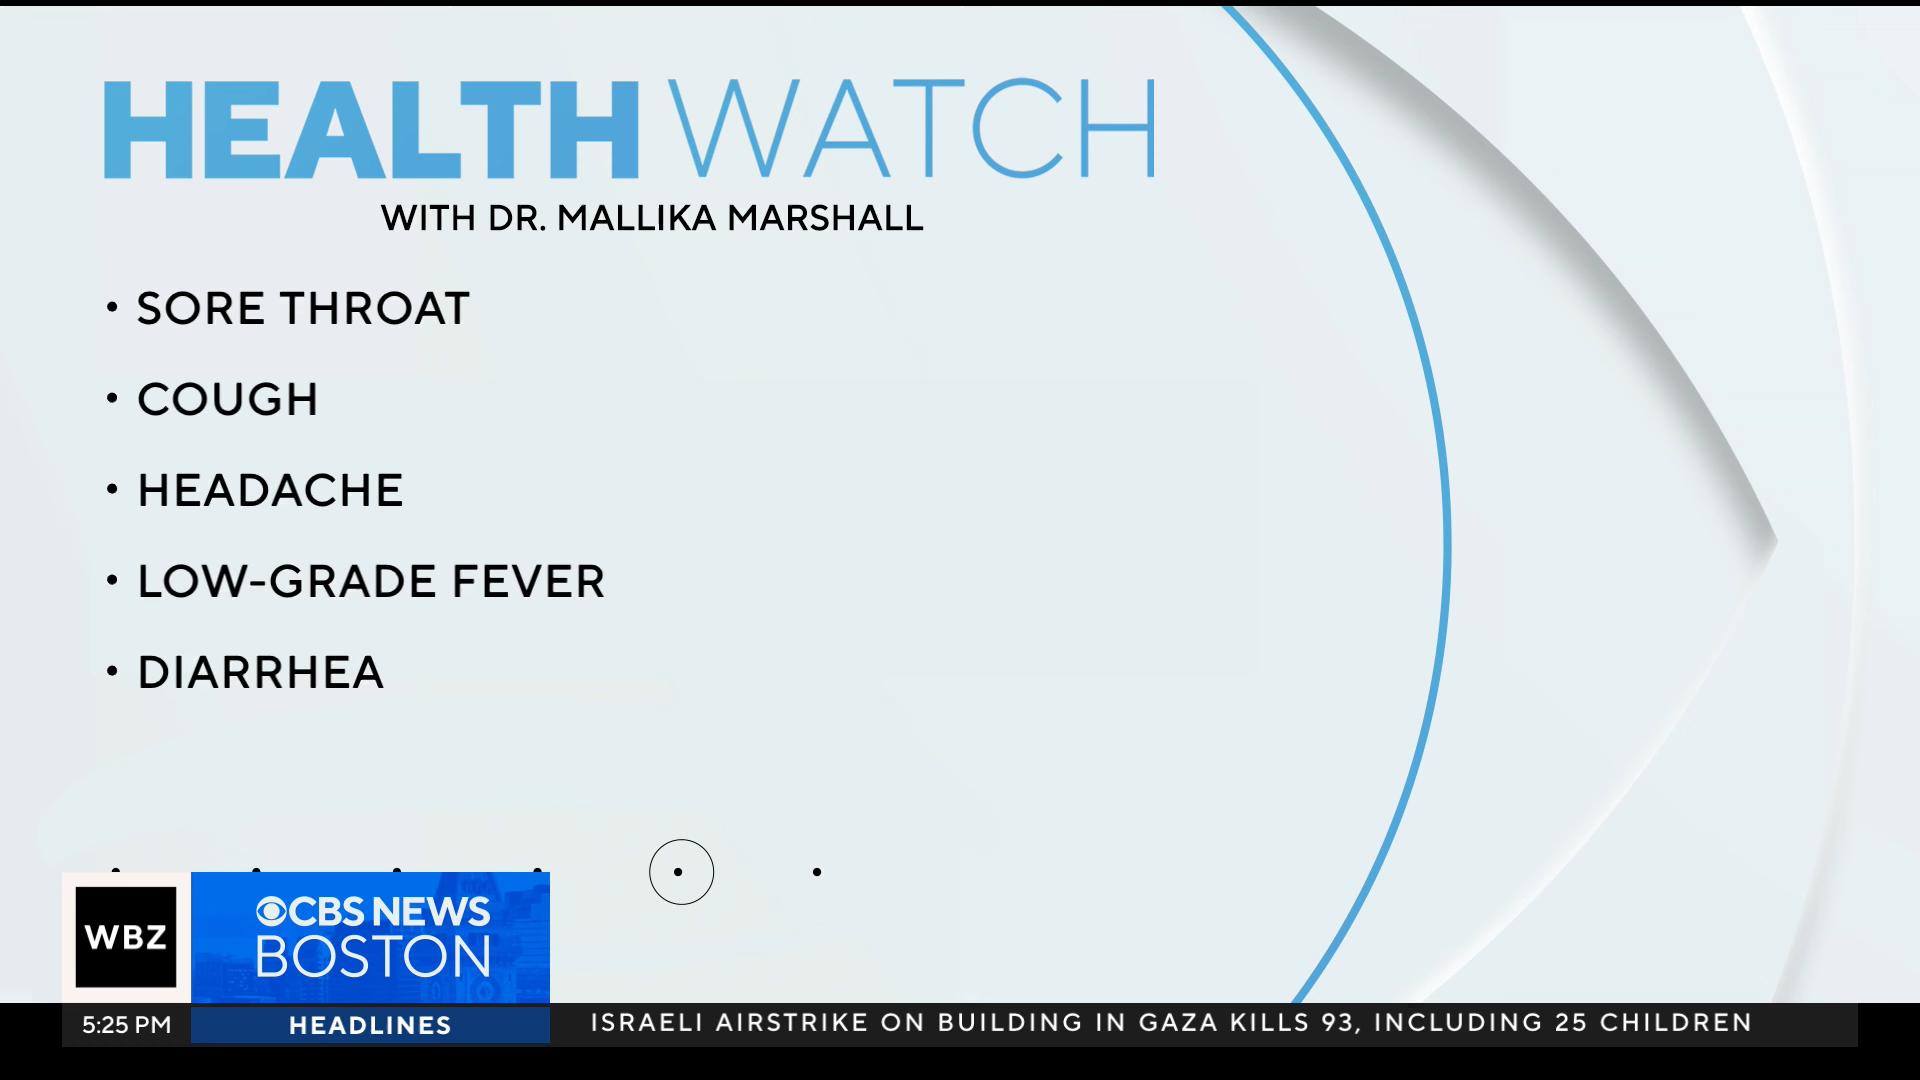 HEALTH WATCH
WITH DR. MALLIKA MARSHALL
• SORE THROAT
• COUGH
• HEADACHE
• LOW-GRADE FEVER
• DIARRHEA
WBZ
CBS NEWS
BOSTON
5:25 PM
HEADLINES
ISRAELI AIRSTRIKE ON BUILDING IN GAZA KILLS 93, INCLUDING 25 CHILDREN